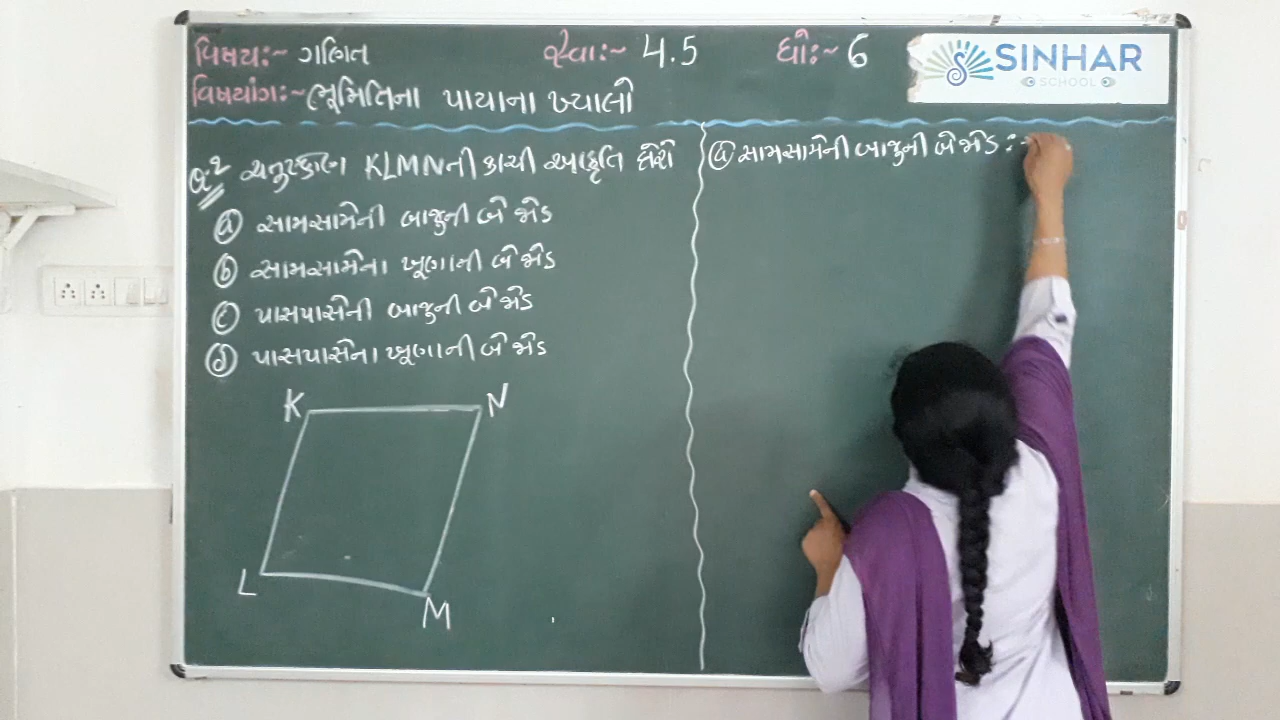 વિષય:~ ગણિત
સ્વા:~ 4.5
ધો:~ 6
SINHAR
SCHOOL
વિષયાંગ:~ ભૂમિતિના પાયાના ખ્યાલો
Q:2 ચતુષ્કોણ KLMNની કાચી આકૃતિ દોરો
(a) સામસામેની બાજુની બે જોડ
(b) સામસામેના ખૂણાની બે જોડ
(c) પાસપાસેની બાજુની બે જોડ
(d) પાસપાસેના ખૂણાની બે જોડ
K
N
L
M
(a) સામસામેની બાજુની બે જોડ :-